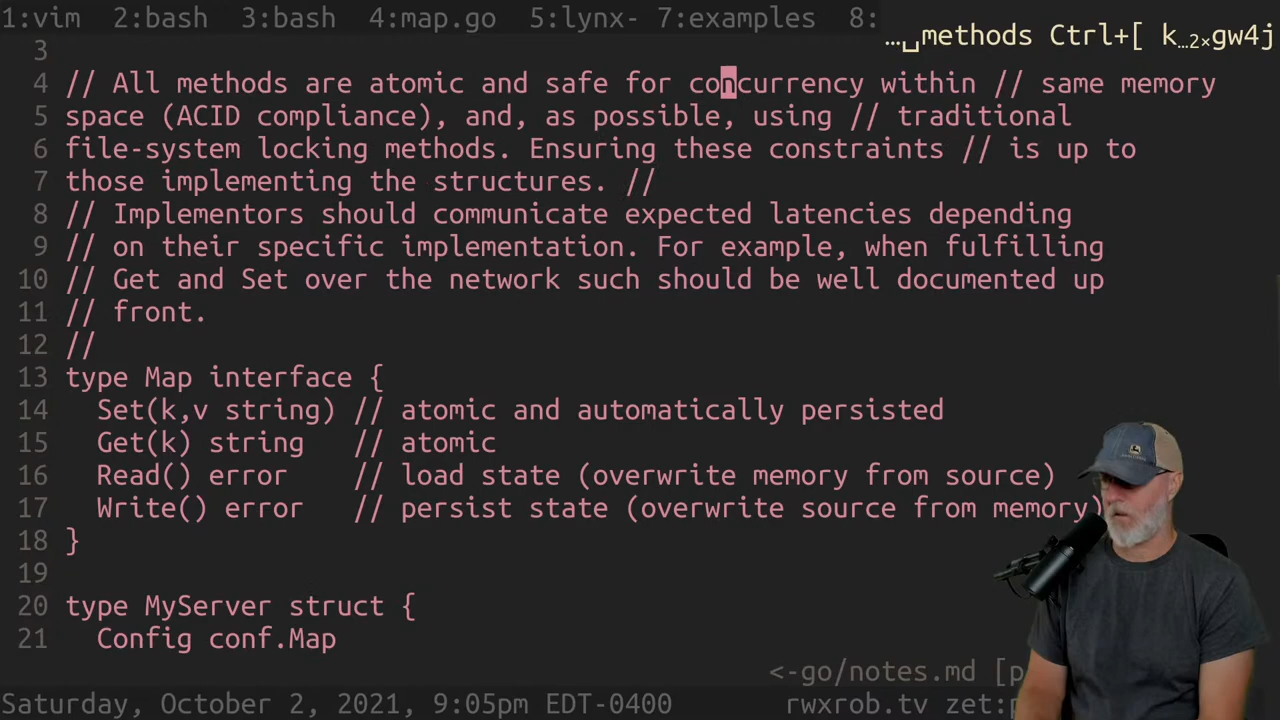 1:vim 2:bash 3:bash 4:map.go 5:lynx- 7:examples 8:
…␣methods Ctrl+[ k…2×gw4j
3
4 // All methods are atomic and safe for concurrency within // same memory
5 space (ACID compliance), and, as possible, using // traditional
6 file-system locking methods. Ensuring these constraints // is up to
7 those implementing the structures. //
8 // Implementors should communicate expected latencies depending
9 // on their specific implementation. For example, when fulfilling
10 // Get and Set over the network such should be well documented up
11 // front.
12 //
13 type Map interface {
14 Set(k,v string) // atomic and automatically persisted
15 Get(k) string // atomic
16 Read() error // load state (overwrite memory from source)
17 Write() error // persist state (overwrite source from memory)
18 }
19
20 type MyServer struct {
21 Config conf.Map
<-go/notes.md [p
Saturday, October 2, 2021, 9:05pm EDT-0400 rwxrob.tv zet:p